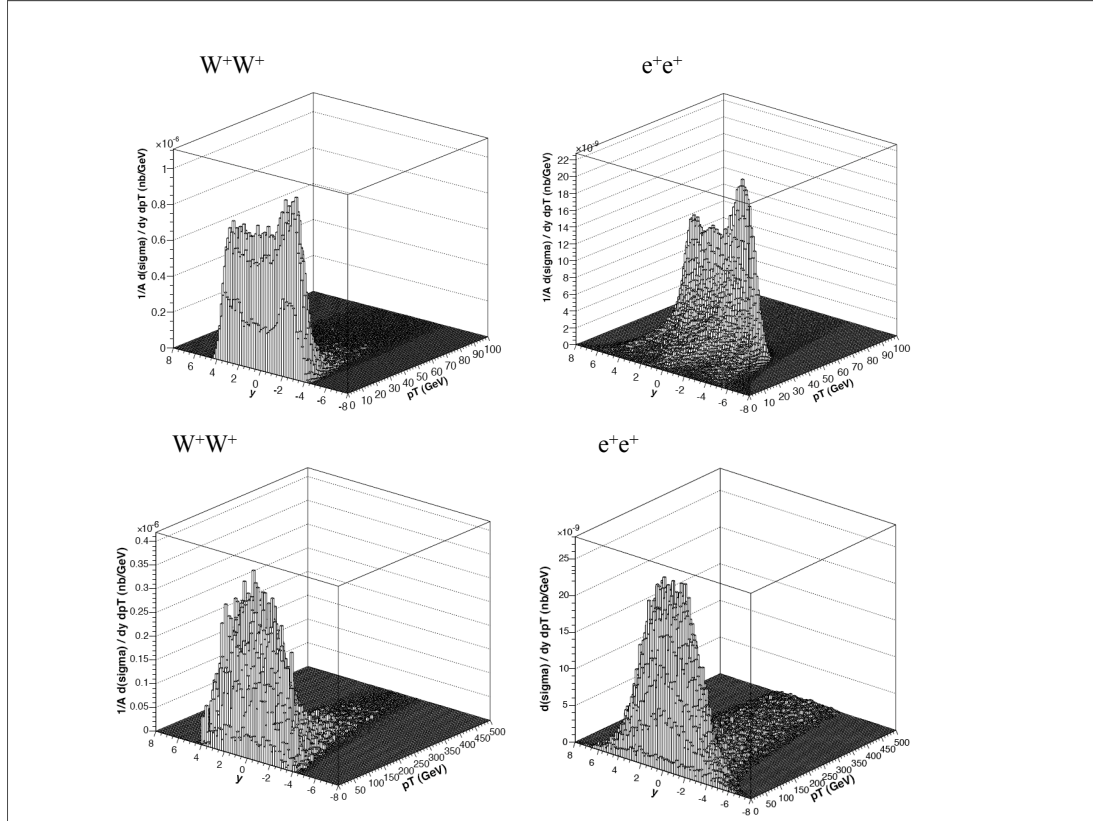 W⁺W⁺
e⁺e⁺
×10⁻⁶
1/A d(sigma) / dy dpT (nb/GeV)
1
0.8
0.6
0.4
0.2
0
8 6 4 2 0 -2 -4 -6 -8
y
0 10 20 30 40 50 60 70 80 90 100
pT (GeV)
×10⁻⁹
1/A d(sigma) / dy dpT (nb/GeV)
22
20
18
16
14
12
10
8
6
4
2
0
8 6 4 2 0 -2 -4 -6 -8
y
0 10 20 30 40 50 60 70 80 90 100
pT (GeV)
W⁺W⁺
e⁺e⁺
×10⁻⁶
1/A d(sigma) / dy dpT (nb/GeV)
0.4
0.35
0.3
0.25
0.2
0.15
0.1
0.05
0
8 6 4 2 0 -2 -4 -6 -8
y
0 50 100 150 200 250 300 350 400 450 500
pT (GeV)
×10⁻⁹
d(sigma) / dy dpT (nb/GeV)
25
20
15
10
5
0
8 6 4 2 0 -2 -4 -6 -8
y
0 50 100 150 200 250 300 350 400 450 500
pT (GeV)